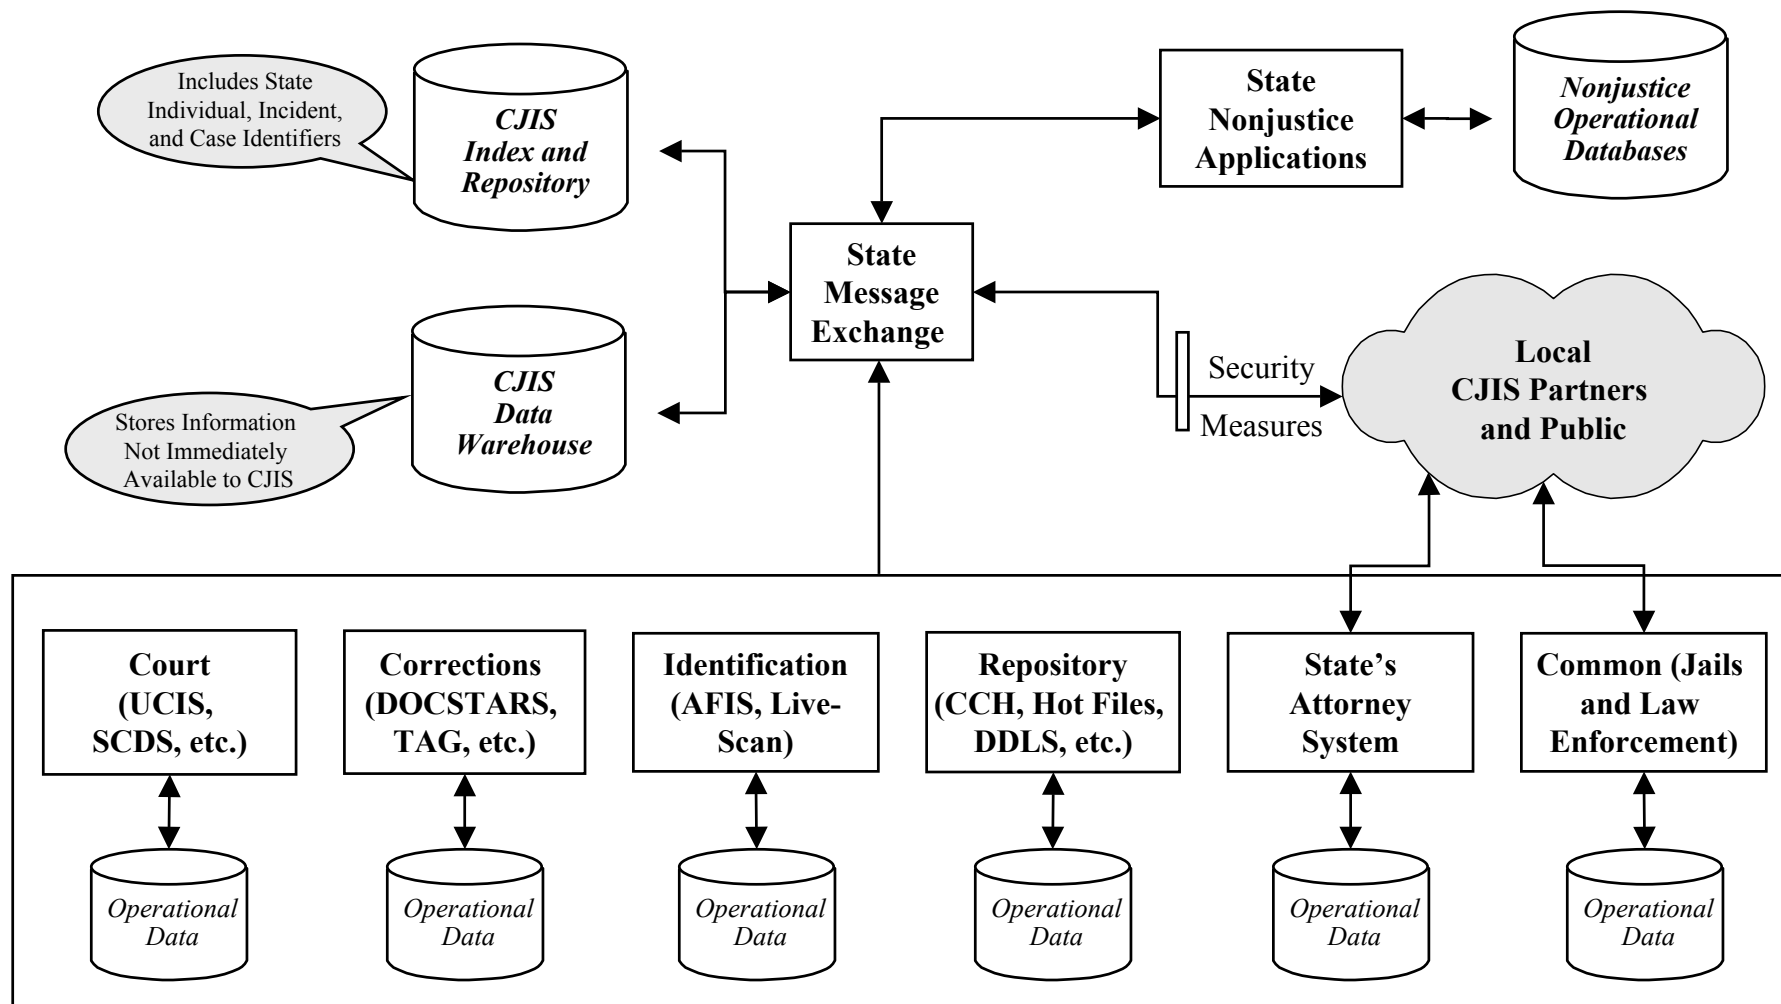 Includes State
Individual, Incident,
and Case Identifiers
CJIS
Index and
Repository
State
Nonjustice
Applications
Nonjustice
Operational
Databases
State
Message
Exchange
Stores Information
Not Immediately
Available to CJIS
CJIS
Data
Warehouse
Security
Measures
Local
CJIS Partners
and Public
Court
(UCIS,
SCDS, etc.)
Corrections
(DOCSTARS,
TAG, etc.)
Identification
(AFIS, Live-
Scan)
Repository
(CCH, Hot Files,
DDLS, etc.)
State’s
Attorney
System
Common (Jails
and Law
Enforcement)
Operational
Data
Operational
Data
Operational
Data
Operational
Data
Operational
Data
Operational
Data